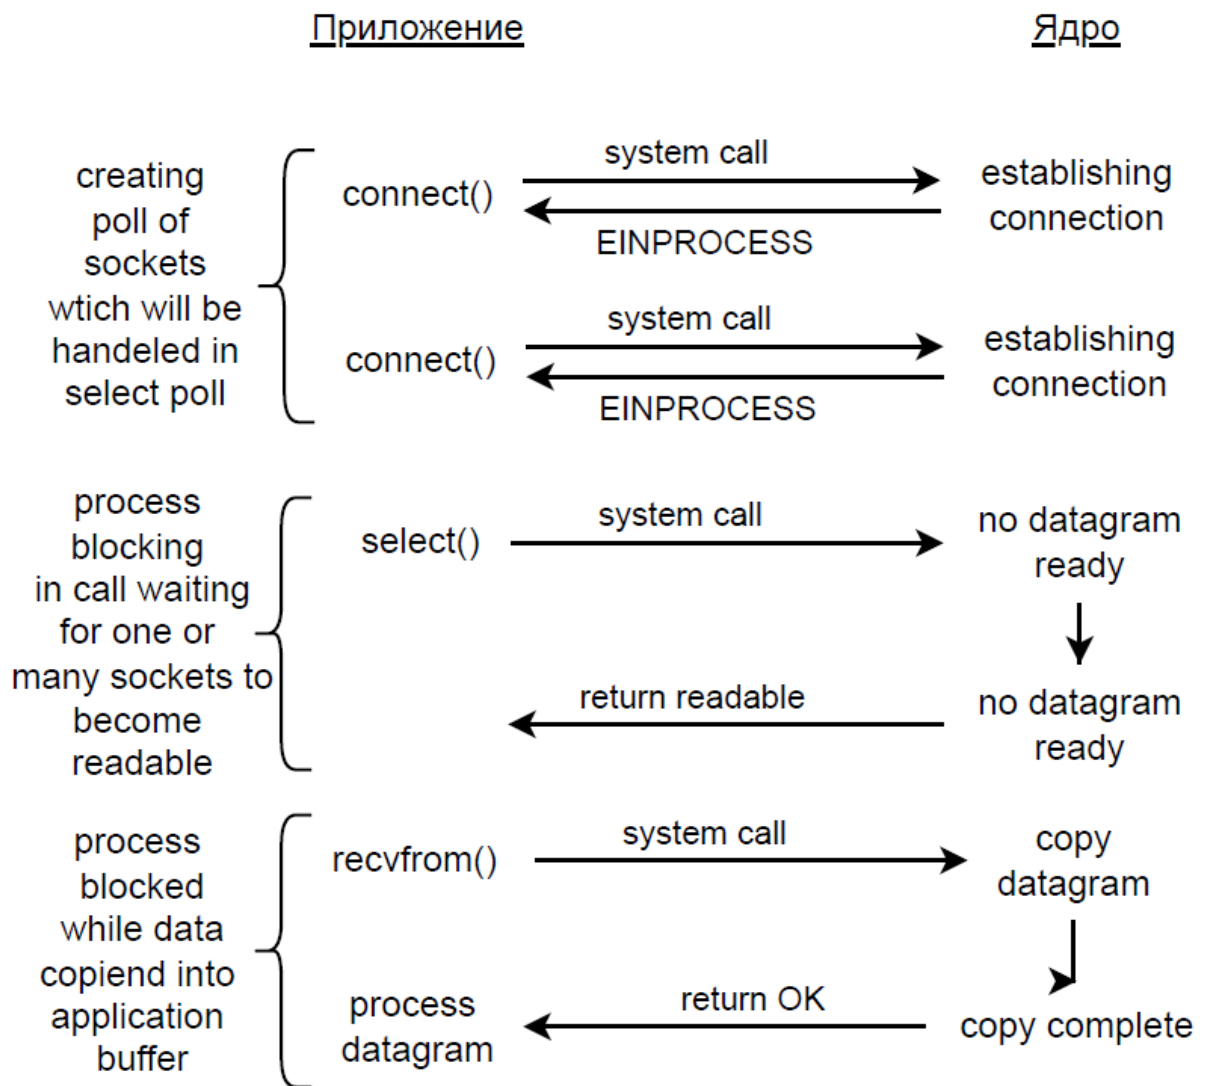 Приложение
Ядро
creating
poll of
sockets
wtich will be
handeled in
select poll
connect()
system call
EINPROCESS
establishing
connection
connect()
system call
EINPROCESS
establishing
connection
process
blocking
in call waiting
for one or
many sockets to
become
readable
select()
system call
no datagram
ready
return readable
no datagram
ready
process
blocked
while data
copiend into
application
buffer
recvfrom()
system call
copy
datagram
process
datagram
return OK
copy complete